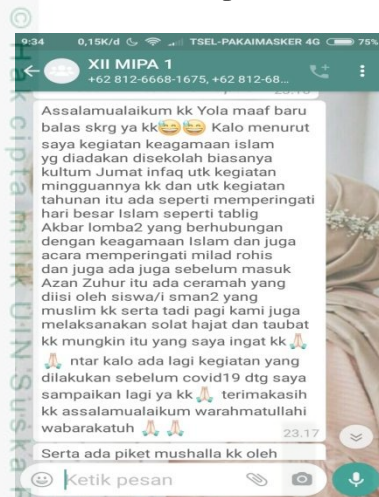 © Hak cipta milik UIN Suska
9:34 0,15K/d TSEL-PAKAIMASKER 4G 75%
XII MIPA 1
+62 812-6668-1675, +62 812-68...
Assalamualaikum kk Yola maaf baru
balas skrg ya kk😅😅 Kalo menurut
saya kegiatan keagamaan islam
yg diadakan disekolah biasanya
kultum Jumat infaq utk kegiatan
mingguannya kk dan utk kegiatan
tahunan itu ada seperti memperingati
hari besar Islam seperti tablig
Akbar lomba2 yang berhubungan
dengan keagamaan Islam dan juga
acara memperingati milad rohis
dan juga ada juga sebelum masuk
Azan Zuhur itu ada ceramah yang
diisi oleh siswa/i sman2 yang
muslim kk serta tadi pagi kami juga
melaksanakan solat hajat dan taubat
kk mungkin itu yang saya ingat kk🙏
🙏 ntar kalo ada lagi kegiatan yang
dilakukan sebelum covid19 dtg saya
sampaikan lagi ya kk🙏 terimakasih
kk assalamualaikum warahmatullahi
wabarakatuh 🙏 🙏
23.17
Serta ada piket mushalla kk oleh
Ketik pesan